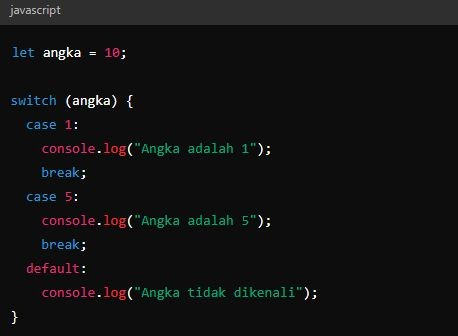 javascript
let angka = 10;
switch (angka) {
  case 1:
    console.log("Angka adalah 1");
    break;
  case 5:
    console.log("Angka adalah 5");
    break;
  default:
    console.log("Angka tidak dikenali");
}